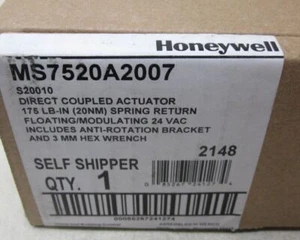 Honeywell
MS7520A2007
S20010
DIRECT COUPLED ACTUATOR
175 LB-IN (20NM) SPRING RETURN
FLOATING/MODULATING 24 VAC
INCLUDES ANTI-ROTATION BRACKET
AND 3 MM HEX WRENCH
2148
SELF SHIPPER
QTY. 1